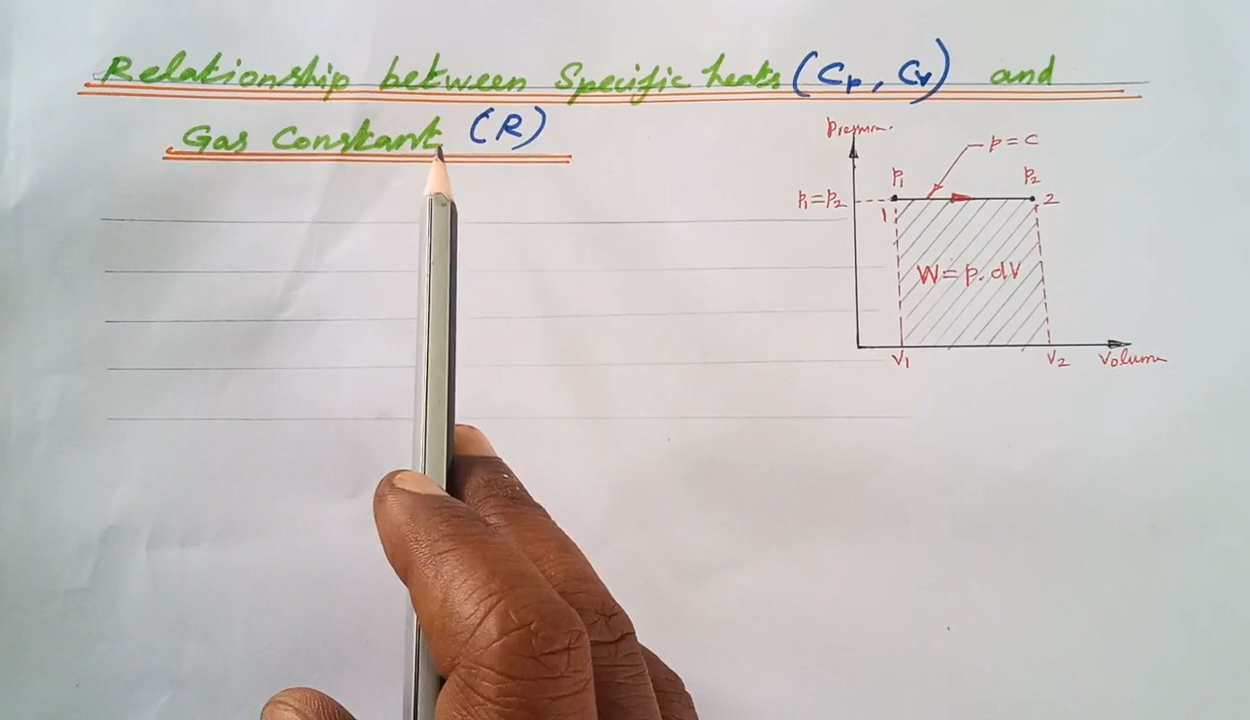 Relationship between Specific heats (Cp, Cv) and
Gas Constant (R)
Pressure.
p=c
P1
P2
P1=P2
1
2
W= p. dV
V1
V2
Volume